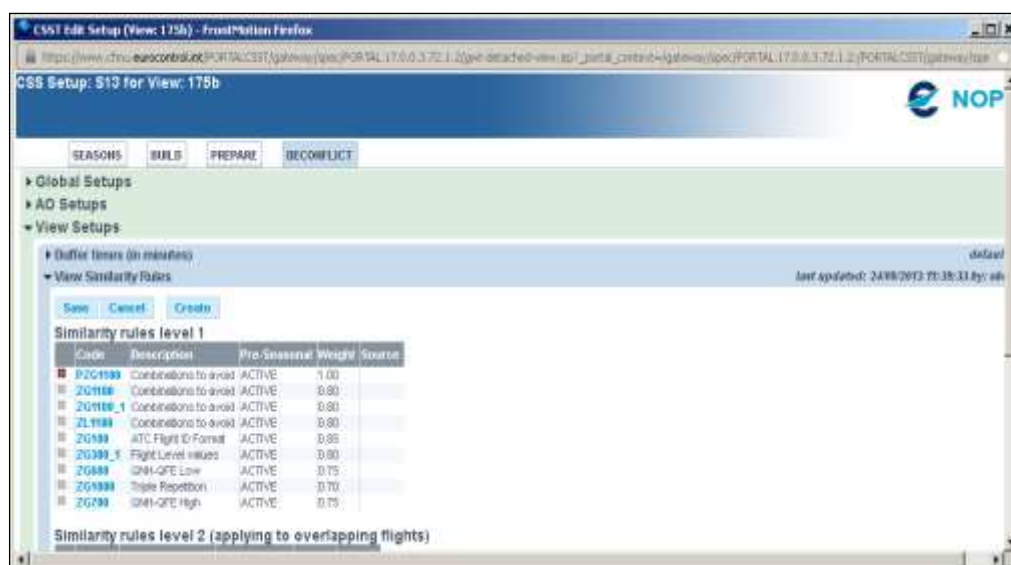 CSST Edit Setup (View: 175b) - FrontMotion Firefox
CSS Setup: S13 for View: 175b
NOP
SEASONS BUILD PREPARE DECONFLICT
Global Setups
AO Setups
View Setups
Buffer times (in minutes)
View Similarity Rules last updated:
Save Cancel Create
Similarity rules level 1
Code Description Pre-Seasonal Weight Source
PZG1100 Combinations to avoid ACTIVE 1.00
ZG1100 Combinations to avoid ACTIVE 0.80
ZG1100_1 Combinations to avoid ACTIVE 0.80
ZL1100 Combinations to avoid ACTIVE 0.80
ZG100 ATC Flight ID Format ACTIVE
ZG300_1 Flight Level values ACTIVE 0.80
ZG600 QNH-QFE Low ACTIVE 0.75
ZG1000 Triple Repetition ACTIVE 0.70
ZG700 QNH-QFE High ACTIVE 0.75
Similarity rules level 2 (applying to overlapping flights)